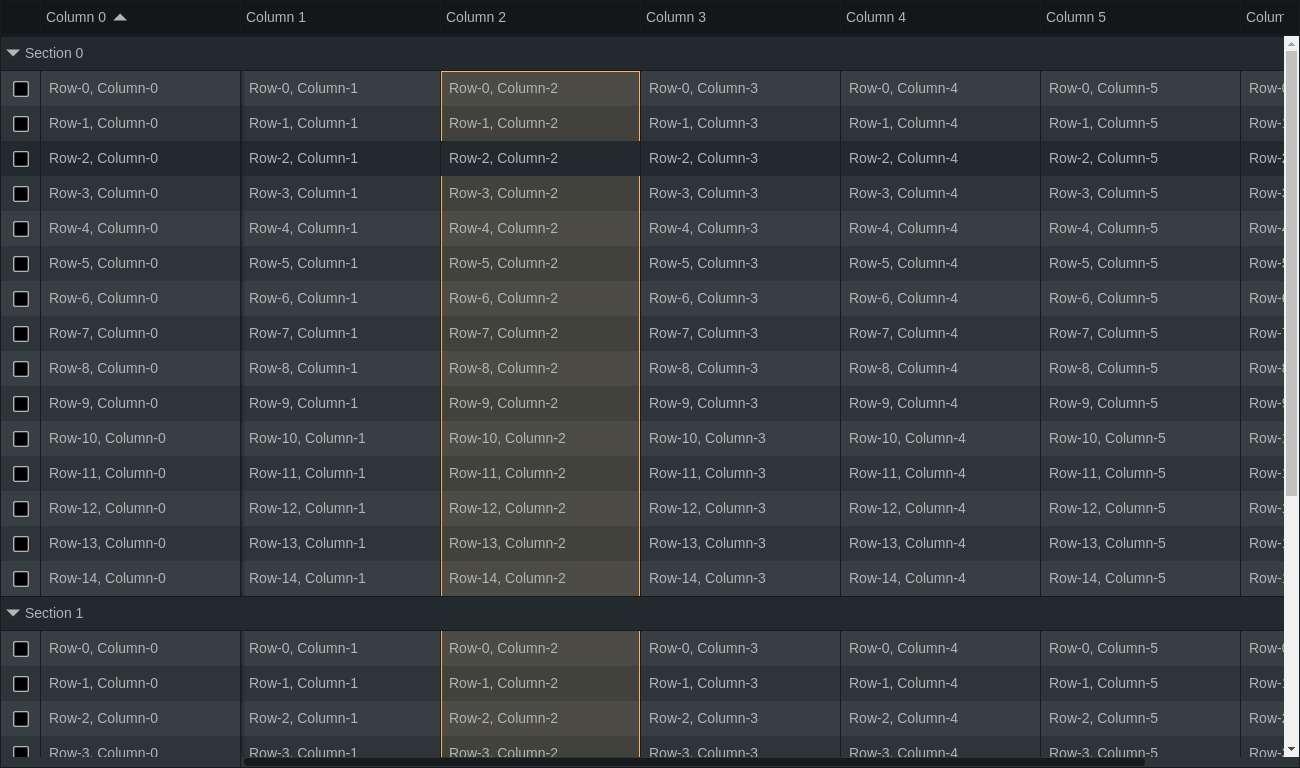 Column 0 Column 1 Column 2 Column 3 Column 4 Column 5 Colum
Section 0
Row-0, Column-0 Row-0, Column-1 Row-0, Column-2 Row-0, Column-3 Row-0, Column-4 Row-0, Column-5 Row-0
Row-1, Column-0 Row-1, Column-1 Row-1, Column-2 Row-1, Column-3 Row-1, Column-4 Row-1, Column-5 Row-1
Row-2, Column-0 Row-2, Column-1 Row-2, Column-2 Row-2, Column-3 Row-2, Column-4 Row-2, Column-5 Row-2
Row-3, Column-0 Row-3, Column-1 Row-3, Column-2 Row-3, Column-3 Row-3, Column-4 Row-3, Column-5 Row-3
Row-4, Column-0 Row-4, Column-1 Row-4, Column-2 Row-4, Column-3 Row-4, Column-4 Row-4, Column-5 Row-4
Row-5, Column-0 Row-5, Column-1 Row-5, Column-2 Row-5, Column-3 Row-5, Column-4 Row-5, Column-5 Row-5
Row-6, Column-0 Row-6, Column-1 Row-6, Column-2 Row-6, Column-3 Row-6, Column-4 Row-6, Column-5 Row-6
Row-7, Column-0 Row-7, Column-1 Row-7, Column-2 Row-7, Column-3 Row-7, Column-4 Row-7, Column-5 Row-7
Row-8, Column-0 Row-8, Column-1 Row-8, Column-2 Row-8, Column-3 Row-8, Column-4 Row-8, Column-5 Row-8
Row-9, Column-0 Row-9, Column-1 Row-9, Column-2 Row-9, Column-3 Row-9, Column-4 Row-9, Column-5 Row-9
Row-10, Column-0 Row-10, Column-1 Row-10, Column-2 Row-10, Column-3 Row-10, Column-4 Row-10, Column-5 Row-1
Row-11, Column-0 Row-11, Column-1 Row-11, Column-2 Row-11, Column-3 Row-11, Column-4 Row-11, Column-5 Row-1
Row-12, Column-0 Row-12, Column-1 Row-12, Column-2 Row-12, Column-3 Row-12, Column-4 Row-12, Column-5 Row-1
Row-13, Column-0 Row-13, Column-1 Row-13, Column-2 Row-13, Column-3 Row-13, Column-4 Row-13, Column-5 Row-1
Row-14, Column-0 Row-14, Column-1 Row-14, Column-2 Row-14, Column-3 Row-14, Column-4 Row-14, Column-5 Row-1
Section 1
Row-0, Column-0 Row-0, Column-1 Row-0, Column-2 Row-0, Column-3 Row-0, Column-4 Row-0, Column-5 Row-0
Row-1, Column-0 Row-1, Column-1 Row-1, Column-2 Row-1, Column-3 Row-1, Column-4 Row-1, Column-5 Row-1
Row-2, Column-0 Row-2, Column-1 Row-2, Column-2 Row-2, Column-3 Row-2, Column-4 Row-2, Column-5 Row-2
Row-3, Column-0 Row-3, Column-1 Row-3, Column-2 Row-3, Column-3 Row-3, Column-4 Row-3, Column-5 Row-3